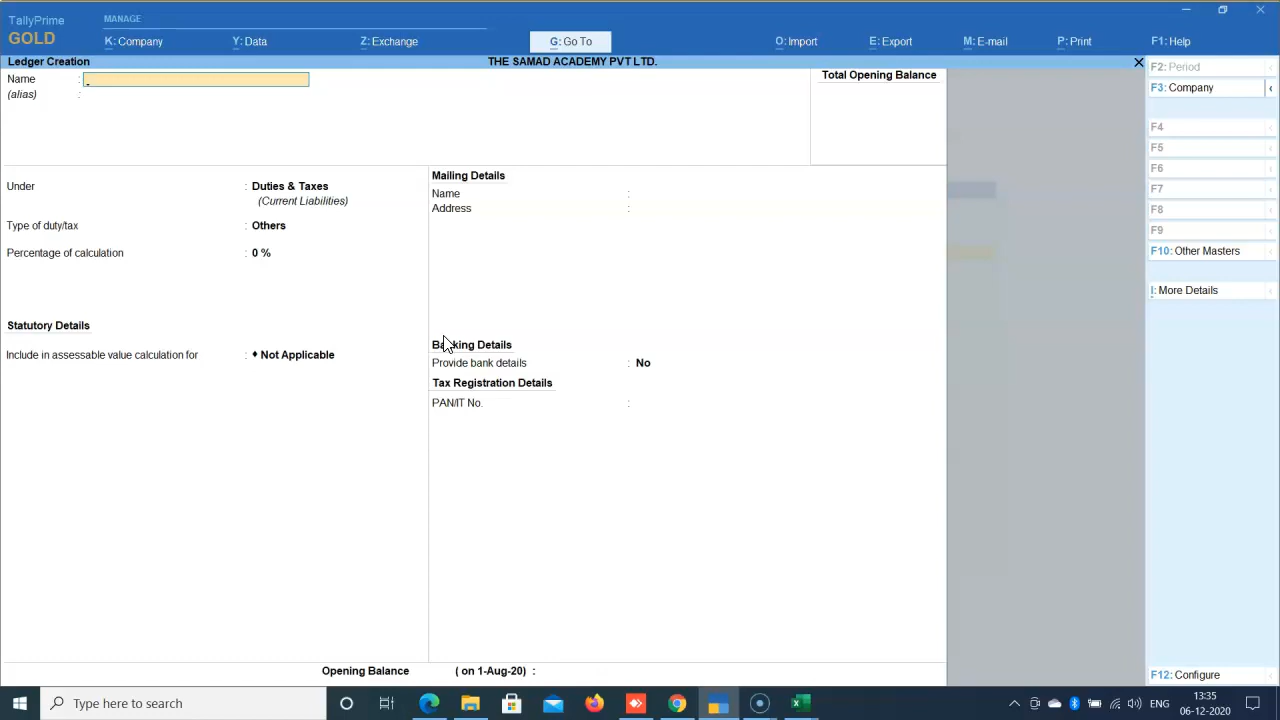 TallyPrime
GOLD
MANAGE
K: Company
Y: Data
Z: Exchange
G: Go To
O: Import
E: Export
M: E-mail
P: Print
F1: Help
Ledger Creation
THE SAMAD ACADEMY PVT LTD.
Name :
(alias) :
Total Opening Balance
Under : Duties & Taxes
(Current Liabilities)
Type of duty/tax : Others
Percentage of calculation : 0 %
Statutory Details
Include in assessable value calculation for : ♦ Not Applicable
Mailing Details
Name :
Address :
Banking Details
Provide bank details : No
Tax Registration Details
PAN/IT No. :
Opening Balance ( on 1-Aug-20) :
F2: Period
F3: Company
F4
F5
F6
F7
F8
F9
F10: Other Masters
I: More Details
F12: Configure
Type here to search
ENG
13:35
06-12-2020